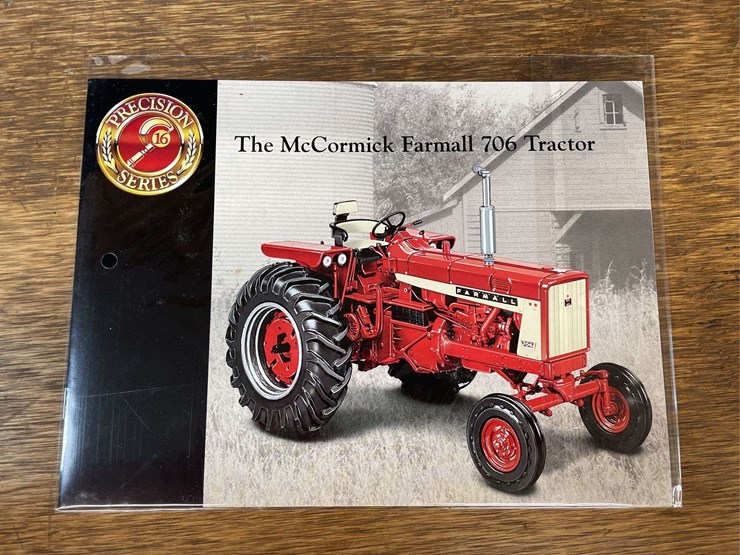 PRECISION
16
SERIES
The McCormick Farmall 706 Tractor
FARMALL